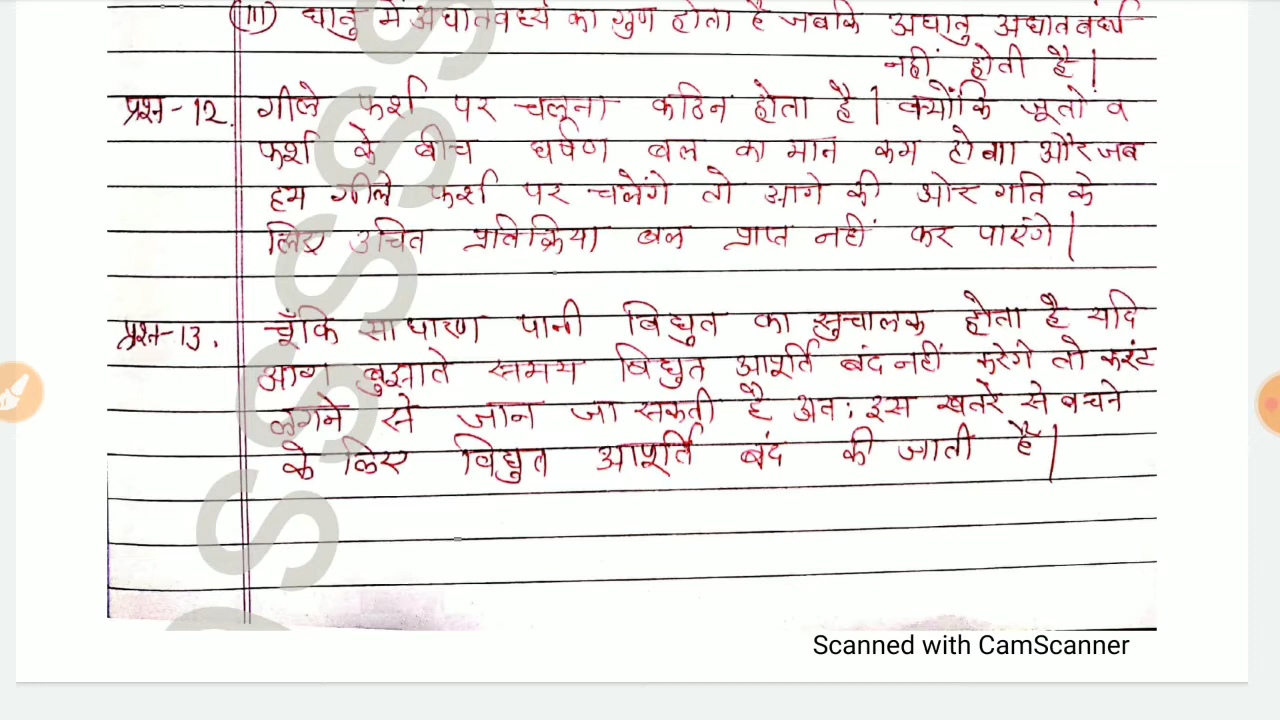 (III) धातु में अघातवर्ध्य का गुण होता है जबकि अधातु अघातवर्ध्य
नहीं होती है|
प्रश्न-12. गीले फर्श पर चलूना कठिन होता है| क्योंकि जूतो व
फर्श के बीच घर्षण बल का मान कम होगा और जब
हम गीले फर्श पर चलेंगे तो आगे की ओर गति के
लिए उचित प्रतिक्रिया बल प्राप्त नहीं कर पाएंगे|
प्रश्न-13. चूँकि साधारण पानी विधुत का सुचालक होता है यदि
आग बुझाते समय विधुत आपूर्ति बंद नहीं करेगे तो करंट
लगने से जान जा सकती है अतः इस खतरे से बचने
के लिए विधुत आपूर्ति बंद की जाती है|
SSSS
Scanned with CamScanner